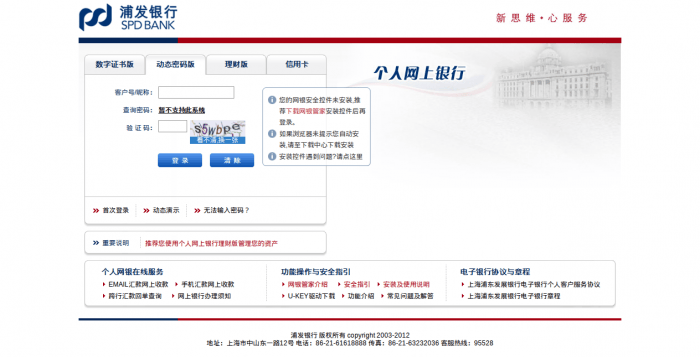 浦发银行
SPD BANK
新思维·心服务
数字证书版 动态密码版 理财版 信用卡
个人网上银行
客户号/昵称：
查询密码： 暂不支持此系统
验 证 码：
看不清,换一张
登 录 清 除
您的网银安全控件未安装,推
荐下载网银管家安装控件后再
登录。
如果浏览器未提示您自动安
装,请至下载中心下载安装
安装控件遇到问题?请点这里
首次登录 动态演示 无法输入密码？
重要说明 推荐您使用个人网上银行理财版管理您的资产
个人网银在线服务 功能操作与安全指引 电子银行协议与章程
EMAIL汇款网上收款 手机汇款网上收款 网银管家介绍 安全指引 安装及使用说明 上海浦东发展银行电子银行个人客户服务协议
跨行汇款回单查询 网上银行办理须知 U-KEY驱动下载 功能介绍 常见问题及解答 上海浦东发展银行电子银行章程
浦发银行 版权所有 copyright 2003-2012
地址：上海市中山东一路12号 电话：86-21-61618888 传真：86-21-63232036 客服热线：95528